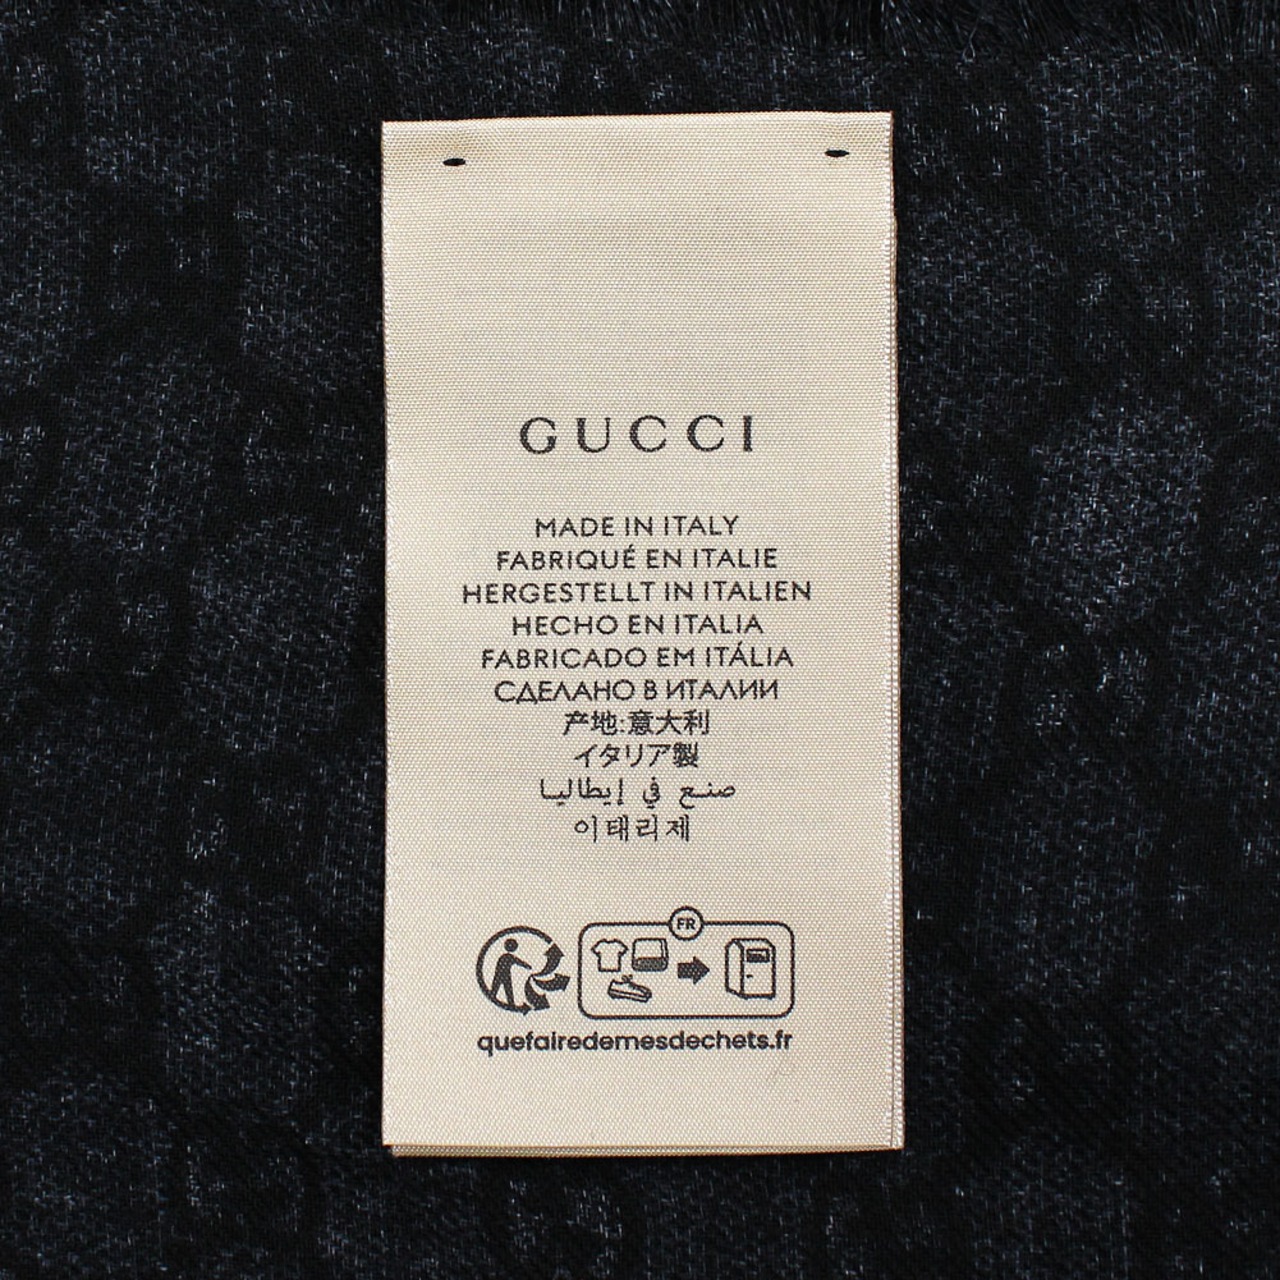 GUCCI
MADE IN ITALY
FABRIQUÉ EN ITALIE
HERGESTELLT IN ITALIEN
HECHO EN ITALIA
FABRICADO EM ITÁLIA
СДЕЛАНО В ИТАЛИИ
产地:意大利
イタリア製
صنع في إيطاليا
이태리제
FR
quefairedemesdechets.fr